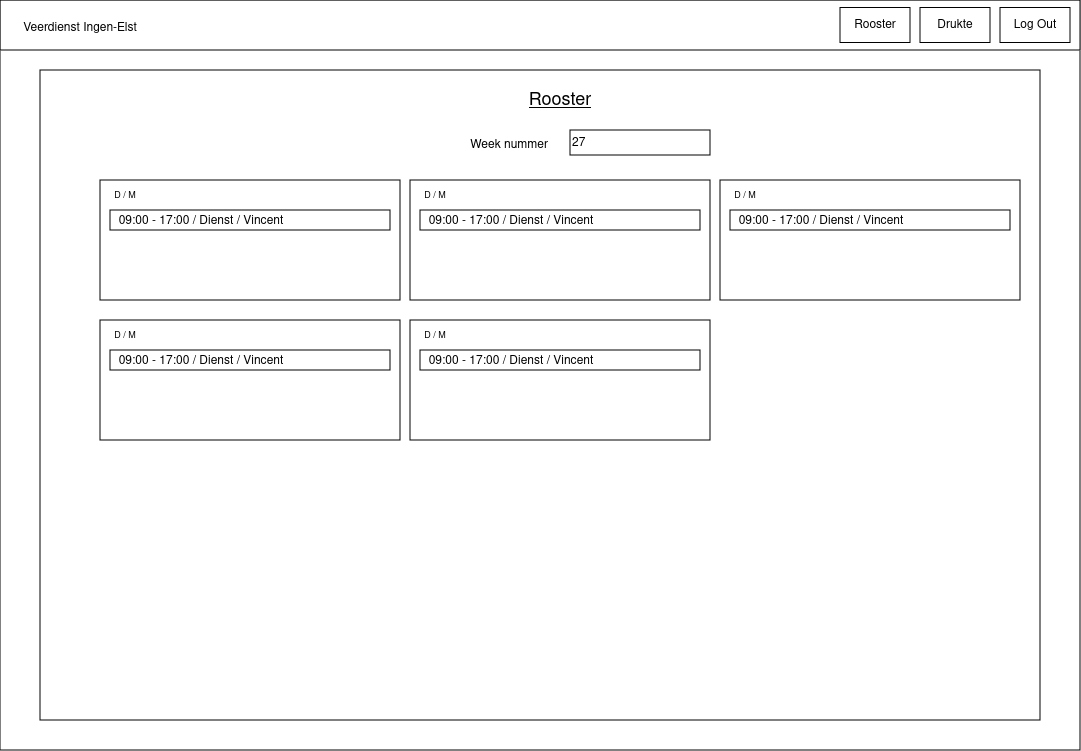 Veerdienst Ingen-Elst
Rooster
Drukte
Log Out
Rooster
Week nummer
27
D / M
09:00 - 17:00 / Dienst / Vincent
D / M
09:00 - 17:00 / Dienst / Vincent
D / M
09:00 - 17:00 / Dienst / Vincent
D / M
09:00 - 17:00 / Dienst / Vincent
D / M
09:00 - 17:00 / Dienst / Vincent